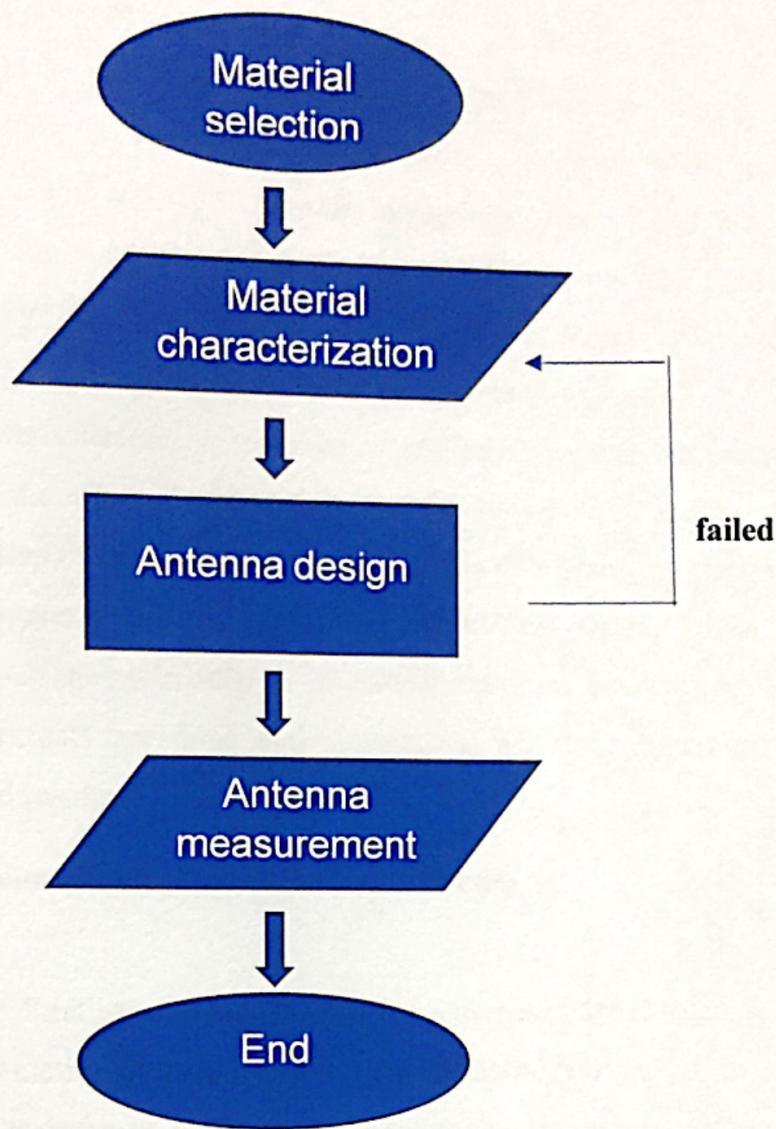 Material
selection
Material
characterization
failed
Antenna design
Antenna
measurement
End